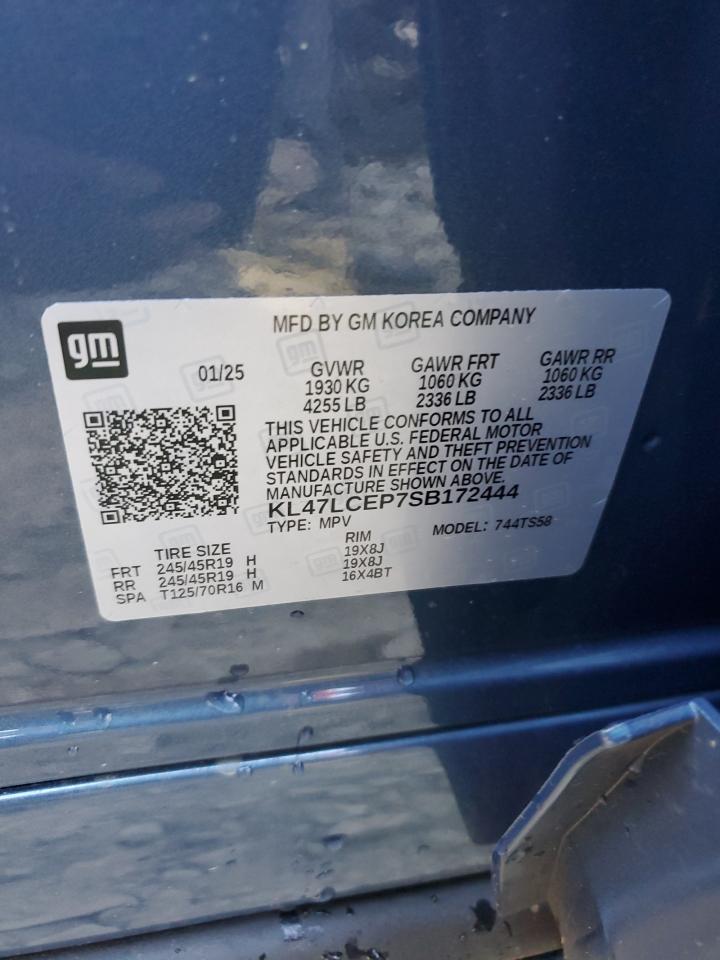 gm
MFD BY GM KOREA COMPANY
01/25
GVWR
1930 KG
4255 LB
GAWR FRT
1060 KG
2336 LB
GAWR RR
1060 KG
2336 LB
THIS VEHICLE CONFORMS TO ALL
APPLICABLE U.S. FEDERAL MOTOR
VEHICLE SAFETY AND THEFT PREVENTION
STANDARDS IN EFFECT ON THE DATE OF
MANUFACTURE SHOWN ABOVE.
KL47LCEP7SB172444
TYPE: MPV
MODEL: 744TS58
TIRE SIZE
RIM
FRT 245/45R19 H 19X8J
RR 245/45R19 H 19X8J
SPA T125/70R16 M 16X4BT